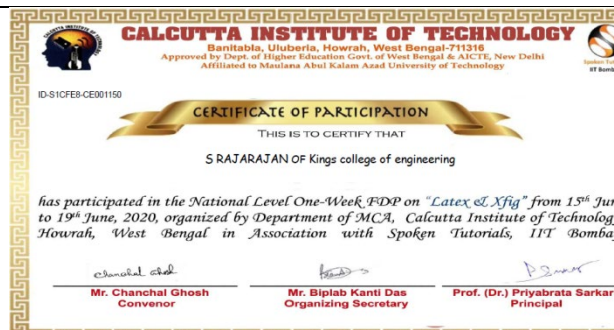 CALCUTTA INSTITUTE OF TECHNOLOGY
Banitabla, Uluberia, Howrah, West Bengal-711316
Approved by Dept. of Higher Education Govt. of West Bengal & AICTE, New Delhi
Affiliated to Maulana Abul Kalam Azad University of Technology
Spoken Tut
IIT Bomb
ID-S1CFE8-CE001150
CERTIFICATE OF PARTICIPATION
THIS IS TO CERTIFY THAT
S RAJARAJAN OF Kings college of engineering
has participated in the National Level One-Week FDP on "Latex & Xfig" from 15th Jun
to 19th June, 2020, organized by Department of MCA, Calcutta Institute of Technolog
Howrah, West Bengal in Association with Spoken Tutorials, IIT Bomba
Mr. Chanchal Ghosh
Convenor
Mr. Biplab Kanti Das
Organizing Secretary
Prof. (Dr.) Priyabrata Sarkar
Principal